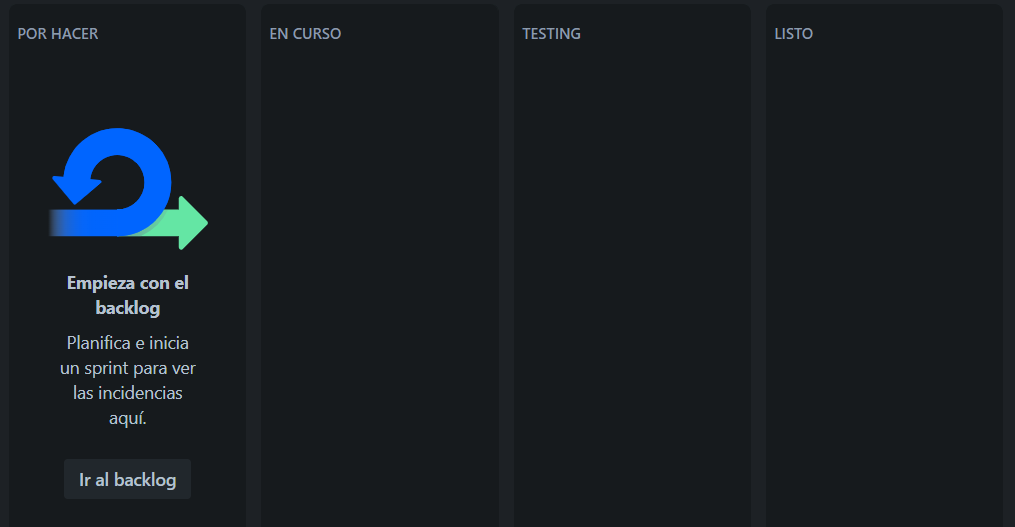 POR HACER
EN CURSO
TESTING
LISTO
Empieza con el
backlog
Planifica e inicia
un sprint para ver
las incidencias
aquí.
Ir al backlog